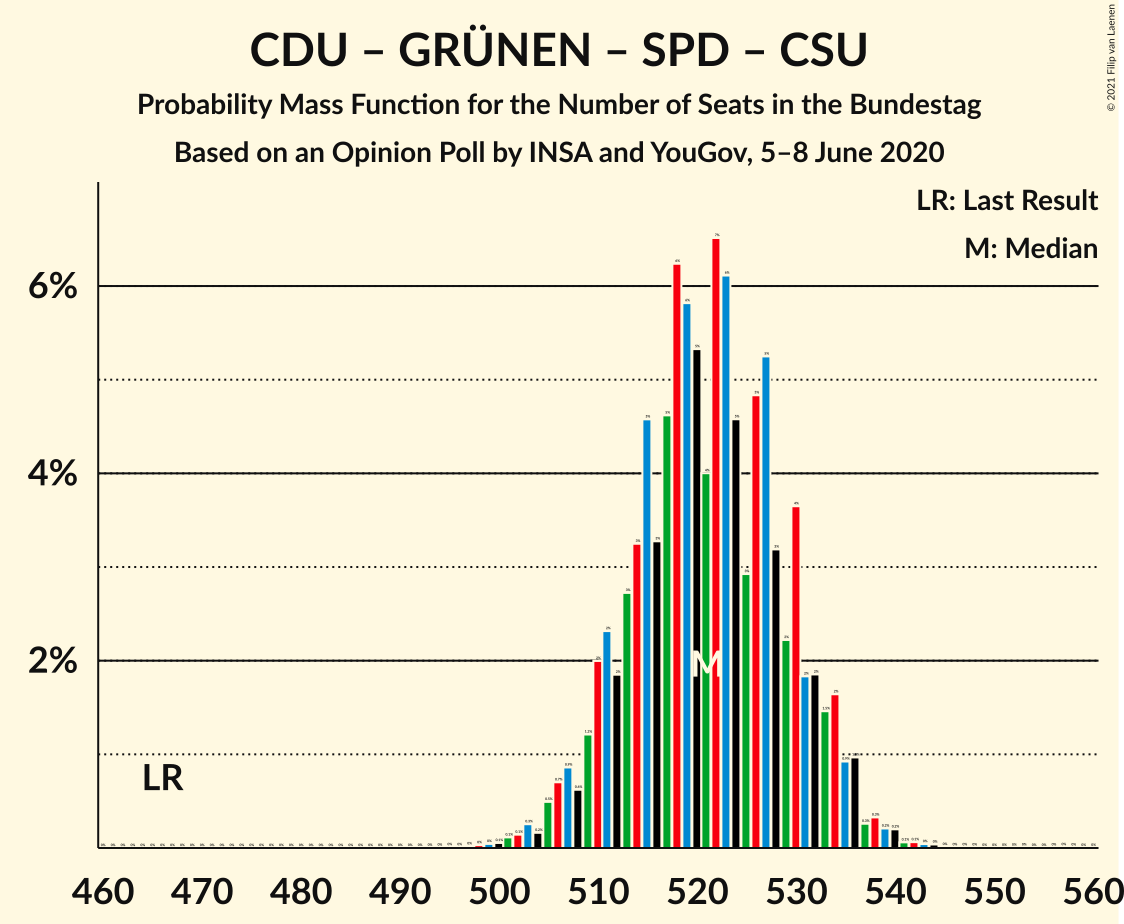 CDU – GRÜNEN – SPD – CSU
Probability Mass Function for the Number of Seats in the Bundestag
Based on an Opinion Poll by INSA and YouGov, 5–8 June 2020
© 2021 Filip van Laenen
LR: Last Result
M: Median
6%
4%
2%
LR
M
460 470 480 490 500 510 520 530 540 550 560